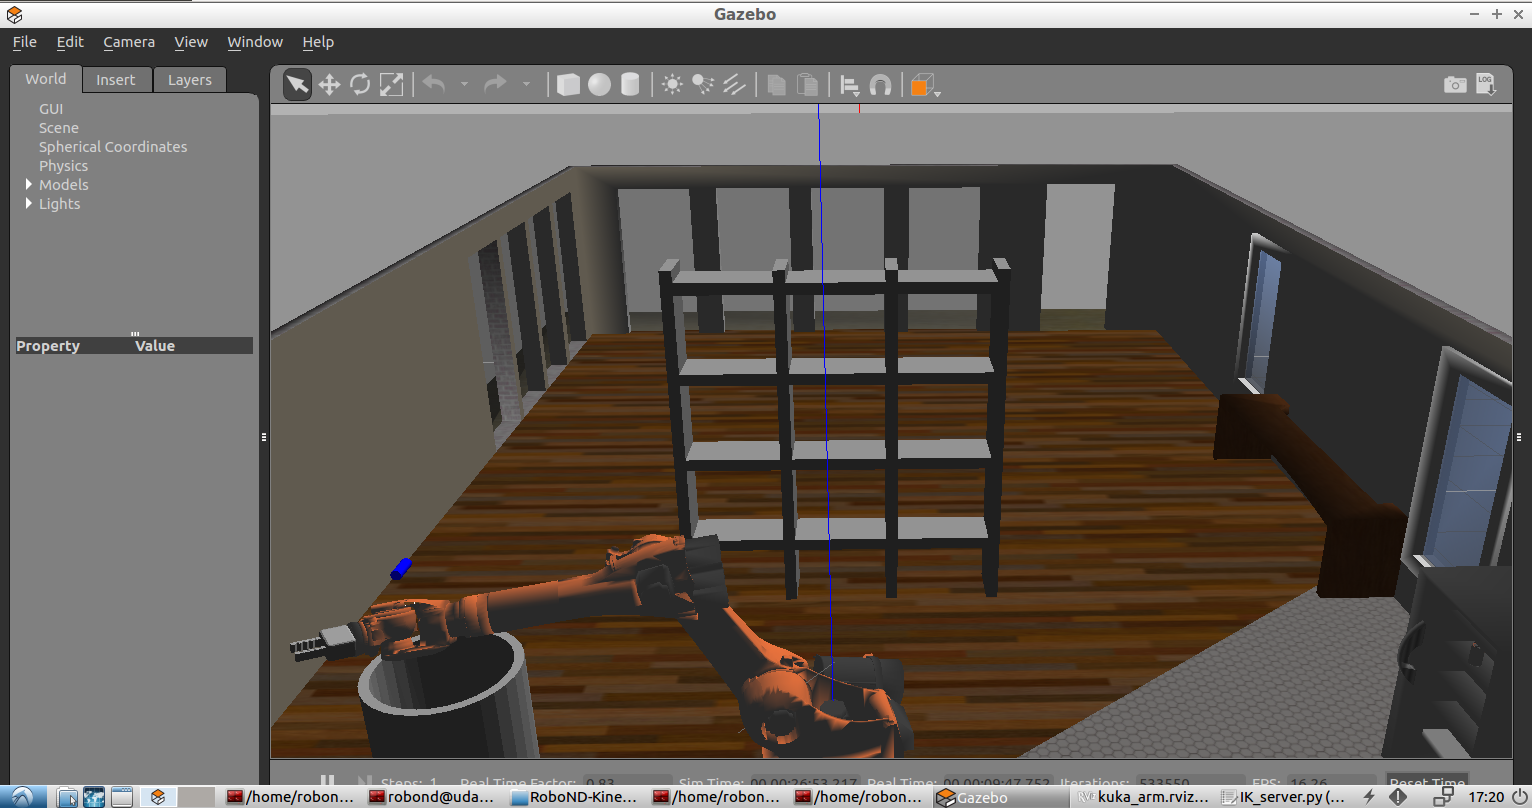 Gazebo
File Edit Camera View Window Help
World Insert Layers
LOG
GUI
Scene
Spherical Coordinates
Physics
Models
Lights
Property Value
Steps: 1 Real Time Factor: 0.83 Sim Time: 00 00:26:53.217 Real Time: 00 00:09:47.752 Iterations: 533550 FPS: 16.26 Reset Time
/home/robon... robond@uda... RoboND-Kine... /home/robon... /home/robon... Gazebo kuka_arm.rviz... IK_server.py (... 17:20